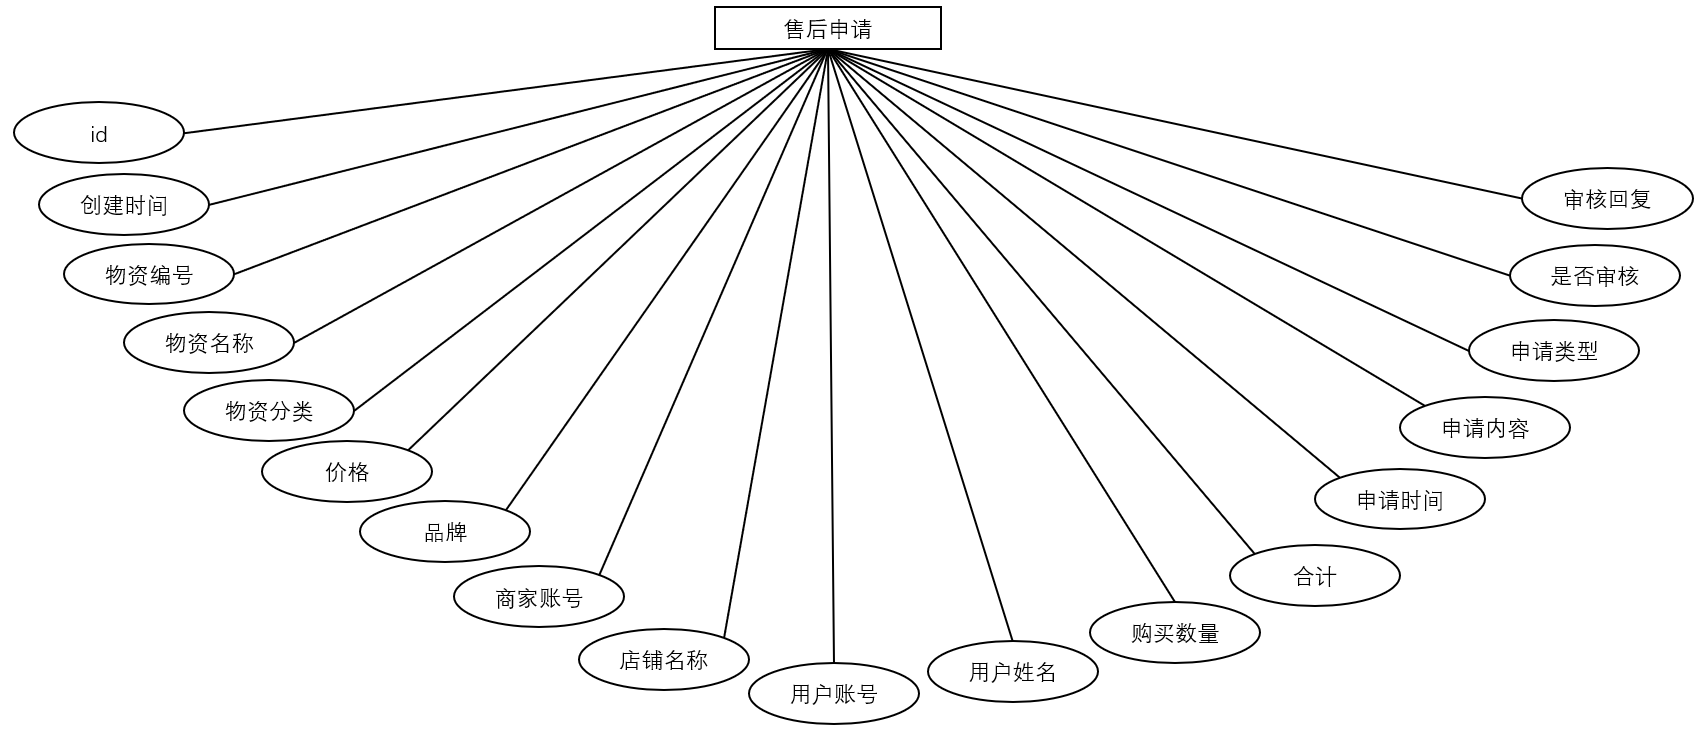 售后申请
id
创建时间
物资编号
物资名称
物资分类
价格
品牌
商家账号
店铺名称
用户账号
用户姓名
购买数量
合计
申请时间
申请内容
申请类型
是否审核
审核回复